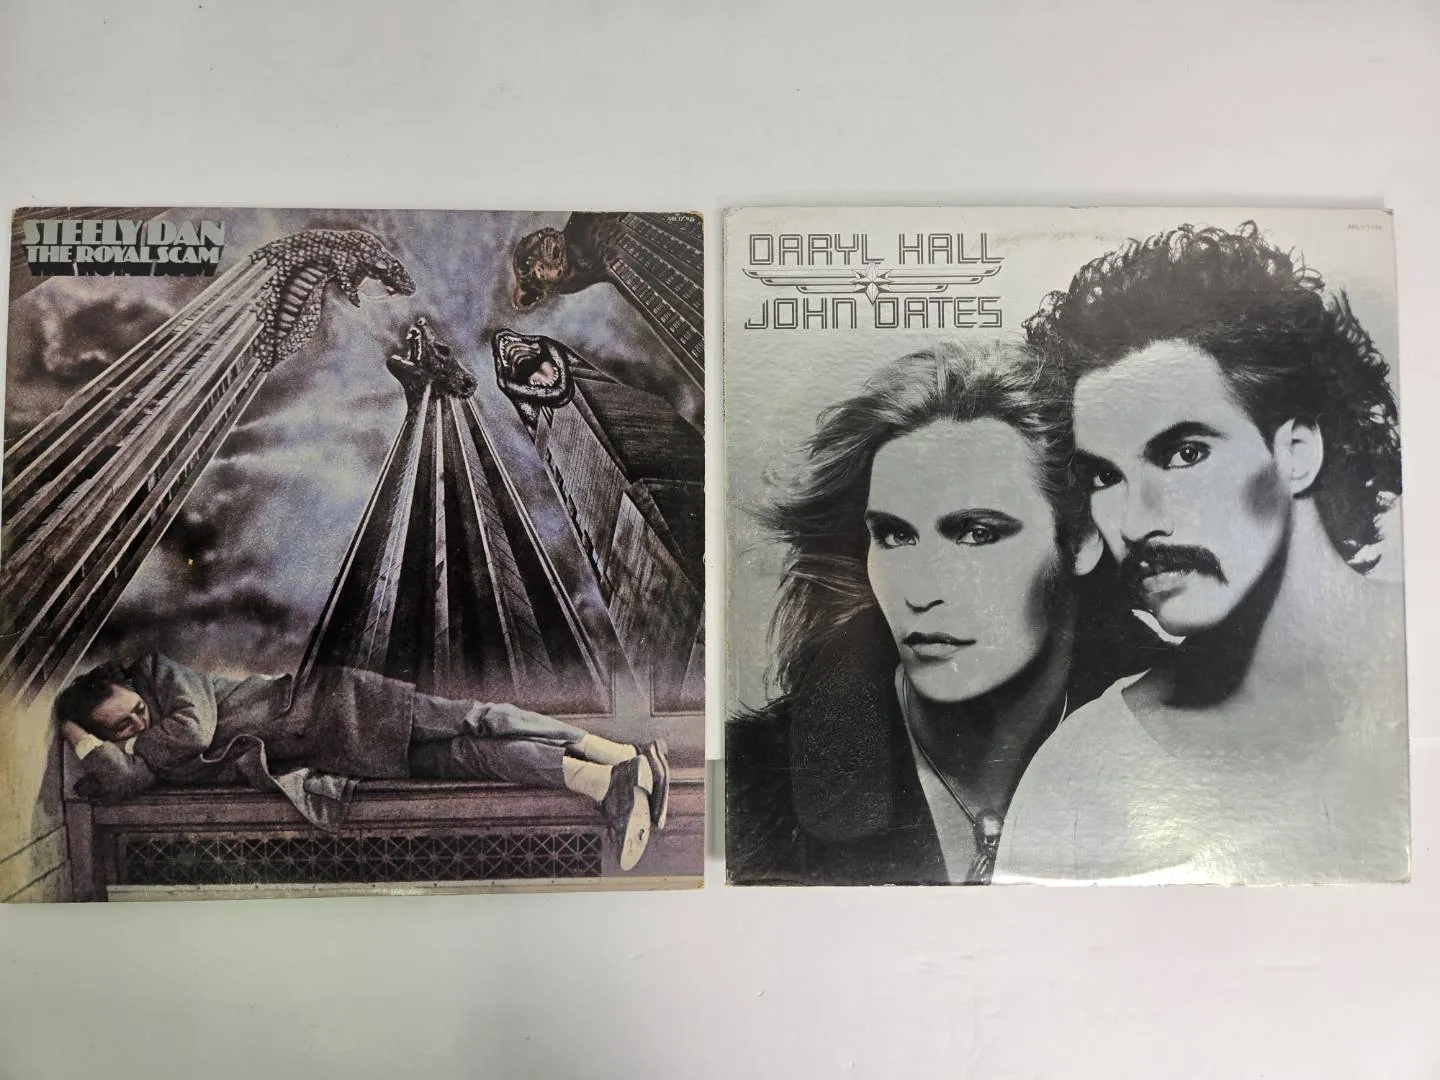 STEELY DAN
THE ROYAL SCAM
DARYL HALL
JOHN OATES